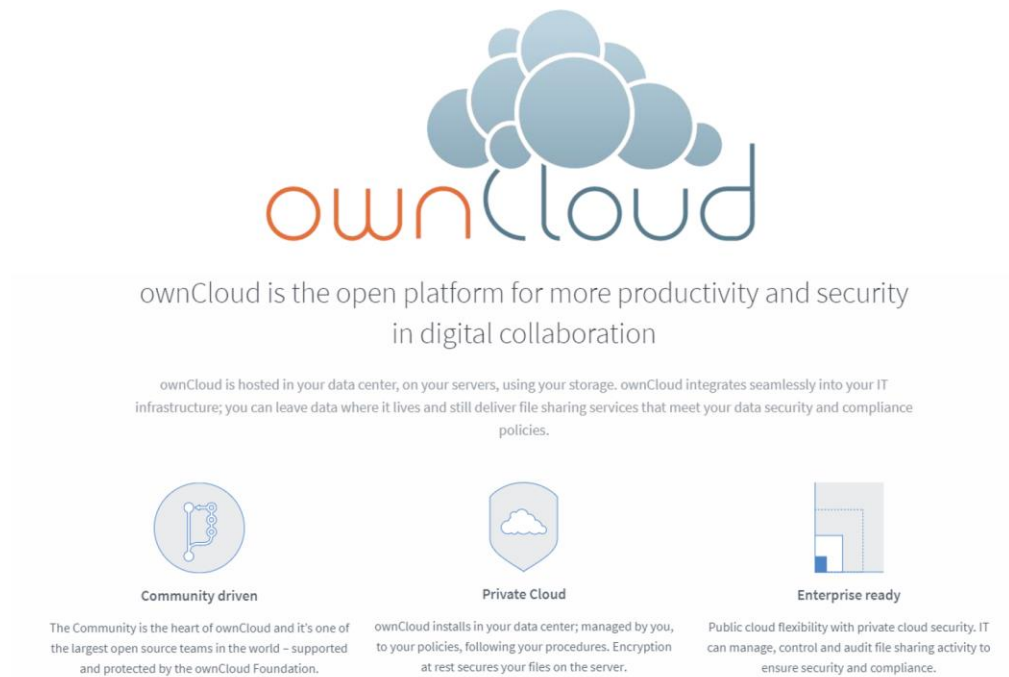 ownCloud
ownCloud is the open platform for more productivity and security
in digital collaboration
ownCloud is hosted in your data center, on your servers, using your storage. ownCloud integrates seamlessly into your IT
infrastructure; you can leave data where it lives and still deliver file sharing services that meet your data security and compliance
policies.
Community driven
The Community is the heart of ownCloud and it's one of
the largest open source teams in the world – supported
and protected by the ownCloud Foundation.
Private Cloud
ownCloud installs in your data center; managed by you,
to your policies, following your procedures. Encryption
at rest secures your files on the server.
Enterprise ready
Public cloud flexibility with private cloud security. IT
can manage, control and audit file sharing activity to
ensure security and compliance.